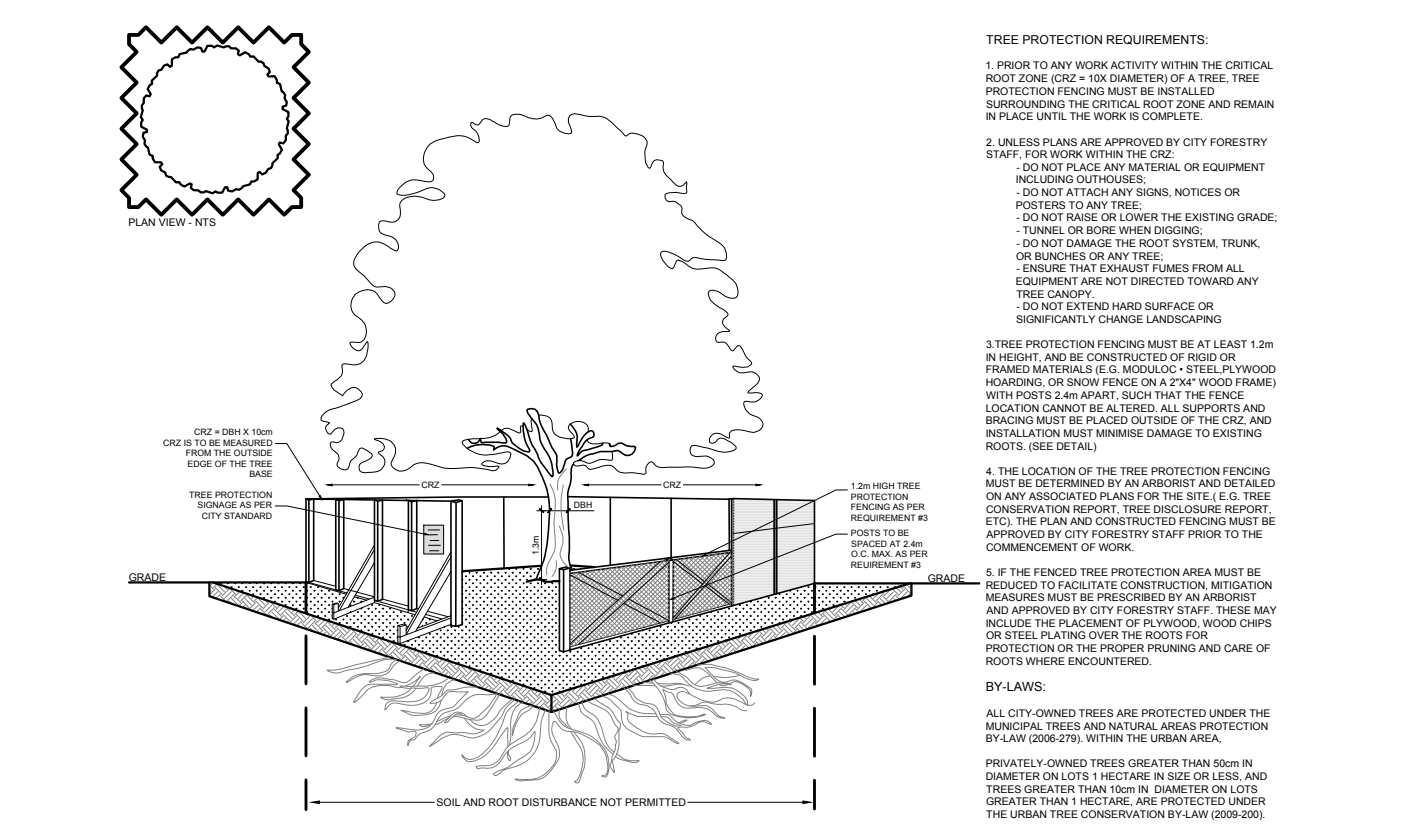 PLAN VIEW - NTS
CRZ = DBH X 10cm
CRZ IS TO BE MEASURED
FROM THE OUTSIDE
EDGE OF THE TREE
BASE
TREE PROTECTION
SIGNAGE AS PER
CITY STANDARD
CRZ
CRZ
DBH
1.3m
1.2m HIGH TREE
PROTECTION
FENCING AS PER
REQUIREMENT #3
POSTS TO BE
SPACED AT 2.4m
O.C. MAX. AS PER
REUIREMENT #3
GRADE
GRADE
SOIL AND ROOT DISTURBANCE NOT PERMITTED
TREE PROTECTION REQUIREMENTS:
1. PRIOR TO ANY WORK ACTIVITY WITHIN THE CRITICAL
ROOT ZONE (CRZ = 10X DIAMETER) OF A TREE, TREE
PROTECTION FENCING MUST BE INSTALLED
SURROUNDING THE CRITICAL ROOT ZONE AND REMAIN
IN PLACE UNTIL THE WORK IS COMPLETE.
2. UNLESS PLANS ARE APPROVED BY CITY FORESTRY
STAFF, FOR WORK WITHIN THE CRZ:
- DO NOT PLACE ANY MATERIAL OR EQUIPMENT
INCLUDING OUTHOUSES;
- DO NOT ATTACH ANY SIGNS, NOTICES OR
POSTERS TO ANY TREE;
- DO NOT RAISE OR LOWER THE EXISTING GRADE;
- TUNNEL OR BORE WHEN DIGGING;
- DO NOT DAMAGE THE ROOT SYSTEM, TRUNK,
OR BUNCHES OR ANY TREE;
- ENSURE THAT EXHAUST FUMES FROM ALL
EQUIPMENT ARE NOT DIRECTED TOWARD ANY
TREE CANOPY.
- DO NOT EXTEND HARD SURFACE OR
SIGNIFICANTLY CHANGE LANDSCAPING
3.TREE PROTECTION FENCING MUST BE AT LEAST 1.2m
IN HEIGHT, AND BE CONSTRUCTED OF RIGID OR
FRAMED MATERIALS (E.G. MODULOC • STEEL,PLYWOOD
HOARDING, OR SNOW FENCE ON A 2"X4" WOOD FRAME)
WITH POSTS 2.4m APART, SUCH THAT THE FENCE
LOCATION CANNOT BE ALTERED. ALL SUPPORTS AND
BRACING MUST BE PLACED OUTSIDE OF THE CRZ, AND
INSTALLATION MUST MINIMISE DAMAGE TO EXISTING
ROOTS. (SEE DETAIL)
4. THE LOCATION OF THE TREE PROTECTION FENCING
MUST BE DETERMINED BY AN ARBORIST AND DETAILED
ON ANY ASSOCIATED PLANS FOR THE SITE.( E.G. TREE
CONSERVATION REPORT, TREE DISCLOSURE REPORT,
ETC). THE PLAN AND CONSTRUCTED FENCING MUST BE
APPROVED BY CITY FORESTRY STAFF PRIOR TO THE
COMMENCEMENT OF WORK.
5. IF THE FENCED TREE PROTECTION AREA MUST BE
REDUCED TO FACILITATE CONSTRUCTION, MITIGATION
MEASURES MUST BE PRESCRIBED BY AN ARBORIST
AND APPROVED BY CITY FORESTRY STAFF. THESE MAY
INCLUDE THE PLACEMENT OF PLYWOOD, WOOD CHIPS
OR STEEL PLATING OVER THE ROOTS FOR
PROTECTION OR THE PROPER PRUNING AND CARE OF
ROOTS WHERE ENCOUNTERED.
BY-LAWS:
ALL CITY-OWNED TREES ARE PROTECTED UNDER THE
MUNICIPAL TREES AND NATURAL AREAS PROTECTION
BY-LAW (2006-279). WITHIN THE URBAN AREA,
PRIVATELY-OWNED TREES GREATER THAN 50cm IN
DIAMETER ON LOTS 1 HECTARE IN SIZE OR LESS, AND
TREES GREATER THAN 10cm IN DIAMETER ON LOTS
GREATER THAN 1 HECTARE, ARE PROTECTED UNDER
THE URBAN TREE CONSERVATION BY-LAW (2009-200).